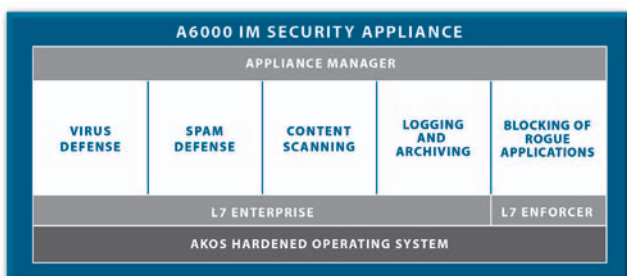 A6000 IM SECURITY APPLIANCE
APPLIANCE MANAGER
VIRUS
DEFENSE
SPAM
DEFENSE
CONTENT
SCANNING
LOGGING
AND
ARCHIVING
BLOCKING OF
ROGUE
APPLICATIONS
L7 ENTERPRISE
L7 ENFORCER
AKOS HARDENED OPERATING SYSTEM